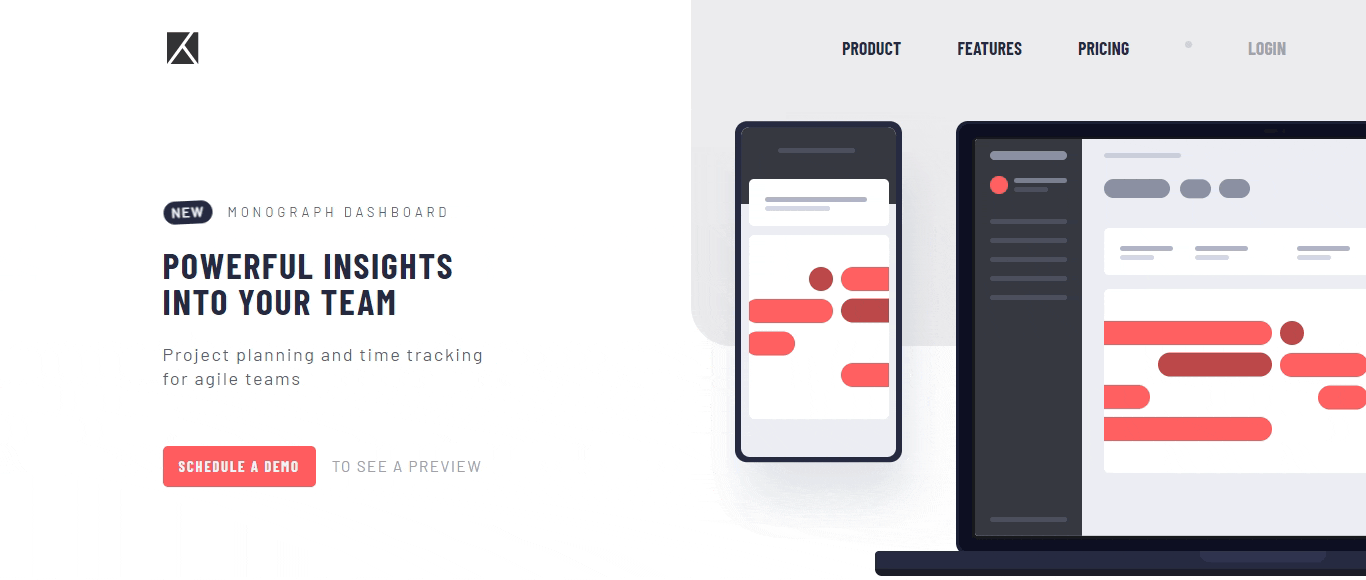 PRODUCT
FEATURES
PRICING
LOGIN
NEW MONOGRAPH DASHBOARD
POWERFUL INSIGHTS
INTO YOUR TEAM
Project planning and time tracking
for agile teams
SCHEDULE A DEMO TO SEE A PREVIEW